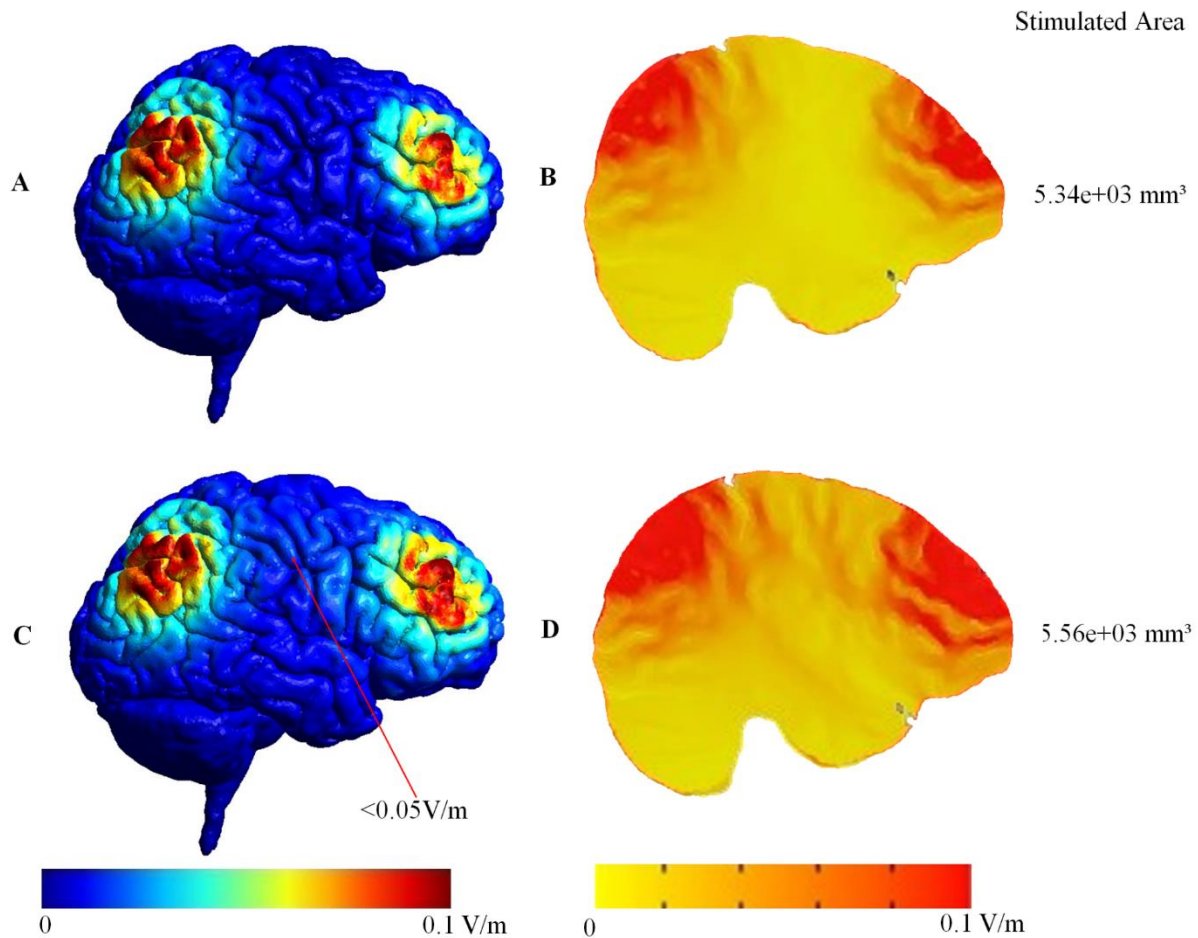 Stimulated Area
A
B
5.34e+03 mm³
C
D
5.56e+03 mm³
<0.05V/m
0
0.1 V/m
0
0.1 V/m